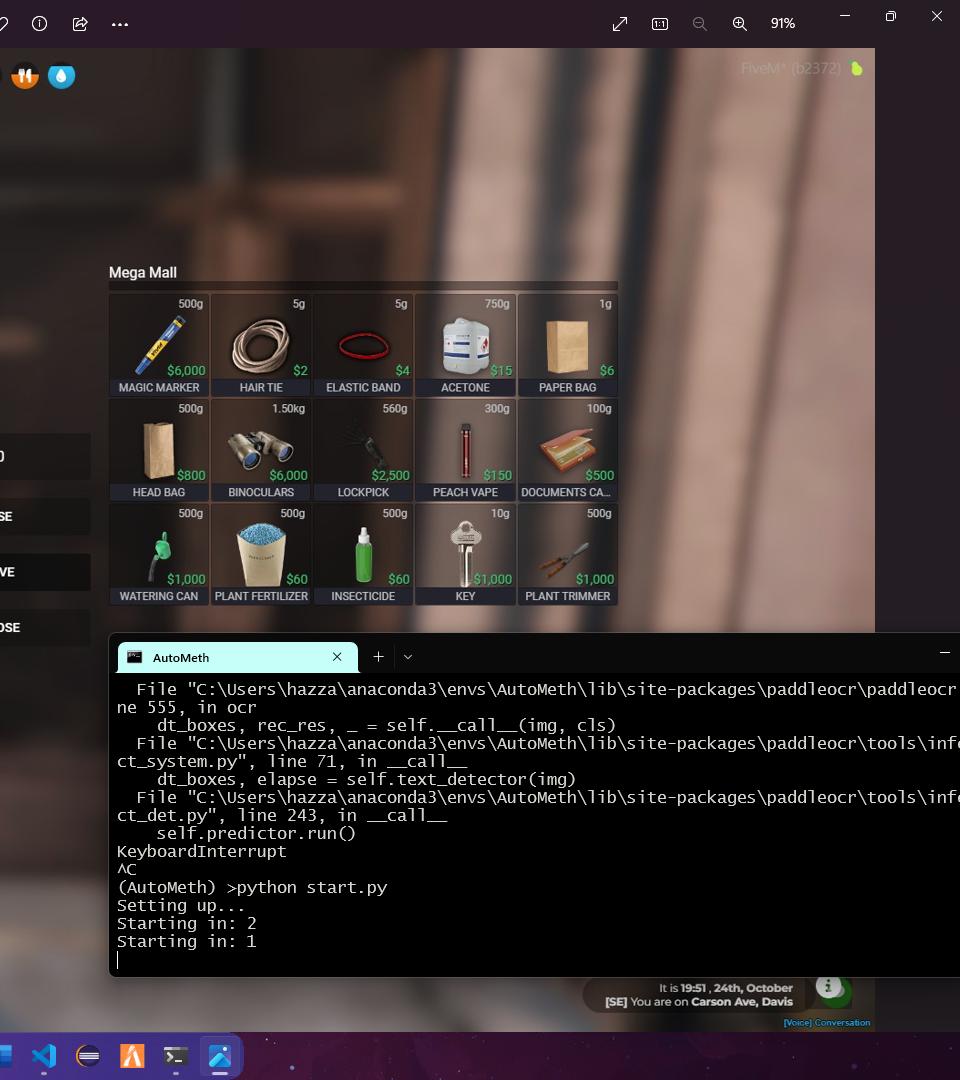 1:1
91%
FiveM* (b2372)
Mega Mall
500g
5g
5g
750g
1g
$6,000
$2
$4
$15
$6
MAGIC MARKER
HAIR TIE
ELASTIC BAND
ACETONE
PAPER BAG
500g
1.50kg
560g
300g
100g
$800
$6,000
$2,500
$150
$500
HEAD BAG
BINOCULARS
LOCKPICK
PEACH VAPE
DOCUMENTS CA...
500g
500g
500g
10g
500g
$1,000
$60
$60
$1,000
$1,000
WATERING CAN
PLANT FERTILIZER
INSECTICIDE
KEY
PLANT TRIMMER
SE
VE
OSE
AutoMeth
File "C:\Users\hazza\anaconda3\envs\AutoMeth\lib\site-packages\paddleocr\paddleocr
ne 555, in ocr
dt_boxes, rec_res, _ = self.__call__(img, cls)
File "C:\Users\hazza\anaconda3\envs\AutoMeth\lib\site-packages\paddleocr\tools\infe
ct_system.py", line 71, in __call__
dt_boxes, elapse = self.text_detector(img)
File "C:\Users\hazza\anaconda3\envs\AutoMeth\lib\site-packages\paddleocr\tools\infe
ct_det.py", line 243, in __call__
self.predictor.run()
KeyboardInterrupt
^C
(AutoMeth) >python start.py
Setting up...
Starting in: 2
Starting in: 1
It is 19:51 , 24th, October
[SE] You are on Carson Ave, Davis
[Voice] Conversation